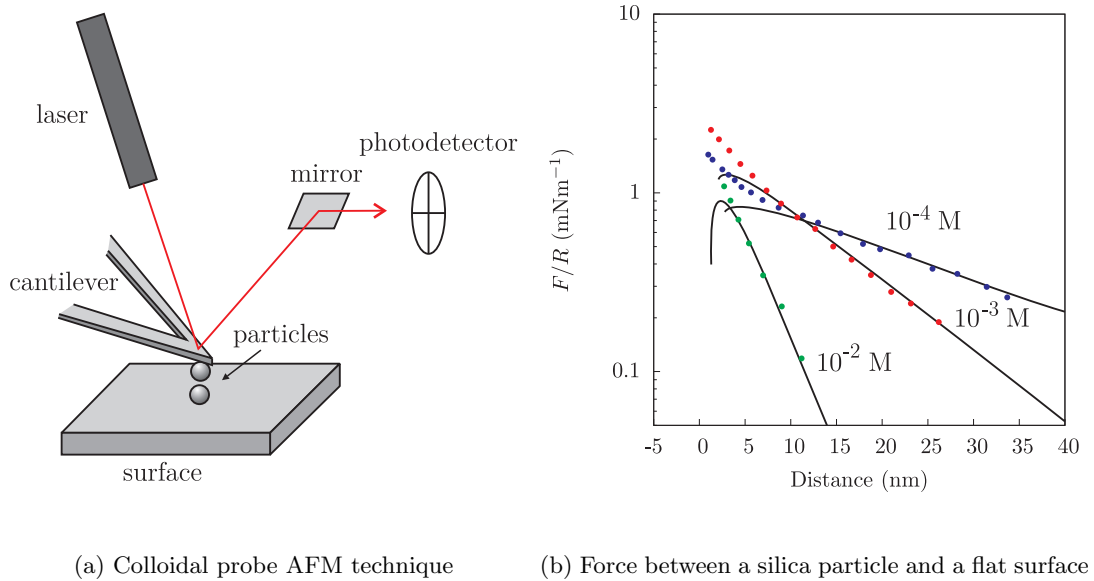 laser
photodetector
mirror
cantilever
particles
surface
(a) Colloidal probe AFM technique
10
1
0.1
F/R (mNm⁻¹)
10⁻⁴ M
10⁻³ M
10⁻² M
-5 0 5 10 15 20 25 30 35 40
Distance (nm)
(b) Force between a silica particle and a flat surface